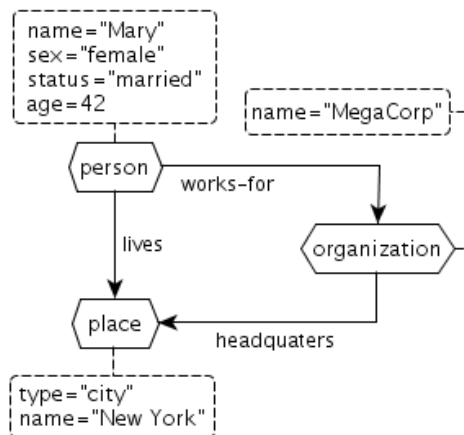 name="Mary"
sex="female"
status="married"
age=42
name="MegaCorp"
person
works-for
lives
organization
place
headquaters
type="city"
name="New York"